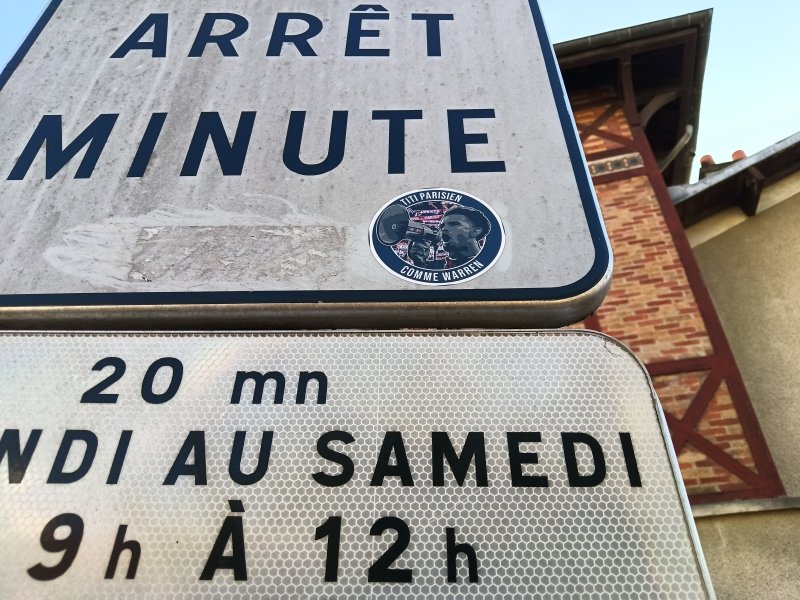 ARRÊT
MINUTE
TITI PARISIEN
COMME WARREN
20 mn
NDI AU SAMEDI
9h À 12h